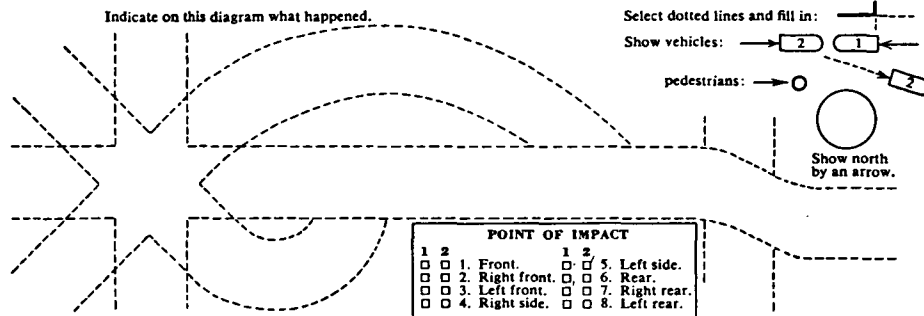 Indicate on this diagram what happened.
Select dotted lines and fill in:
Show vehicles: 2 1
2
pedestrians:
Show north
by an arrow.
POINT OF IMPACT
1 2 1 2
1. Front. 5. Left side.
2. Right front. 6. Rear.
3. Left front. 7. Right rear.
4. Right side. 8. Left rear.